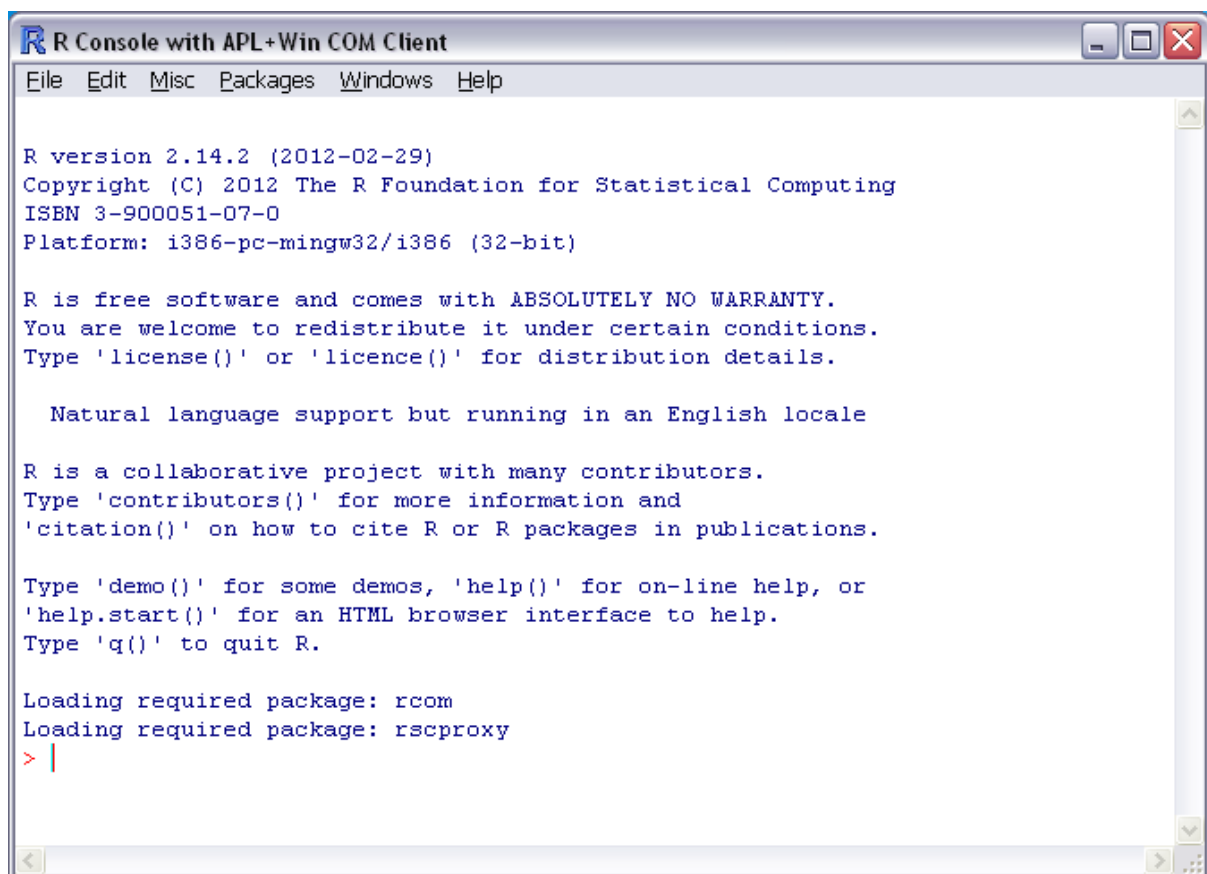 R Console with APL+Win COM Client
File Edit Misc Packages Windows Help
R version 2.14.2 (2012-02-29)
Copyright (C) 2012 The R Foundation for Statistical Computing
ISBN 3-900051-07-0
Platform: i386-pc-mingw32/i386 (32-bit)
R is free software and comes with ABSOLUTELY NO WARRANTY.
You are welcome to redistribute it under certain conditions.
Type 'license()' or 'licence()' for distribution details.
Natural language support but running in an English locale
R is a collaborative project with many contributors.
Type 'contributors()' for more information and
'citation()' on how to cite R or R packages in publications.
Type 'demo()' for some demos, 'help()' for on-line help, or
'help.start()' for an HTML browser interface to help.
Type 'q()' to quit R.
Loading required package: rcom
Loading required package: rscproxy
>